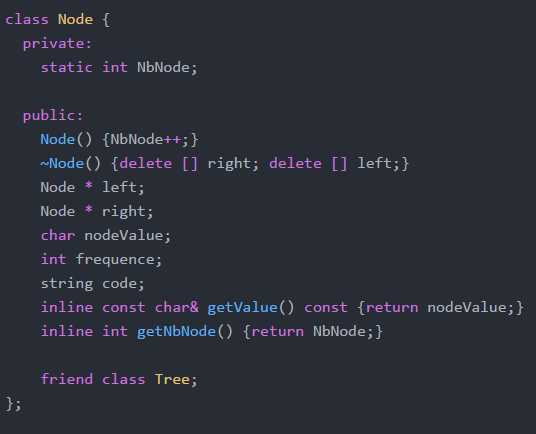 class Node {
  private:
    static int NbNode;

  public:
    Node() {NbNode++;}
    ~Node() {delete [] right; delete [] left;}
    Node * left;
    Node * right;
    char nodeValue;
    int frequence;
    string code;
    inline const char& getValue() const {return nodeValue;}
    inline int getNbNode() {return NbNode;}

    friend class Tree;
};